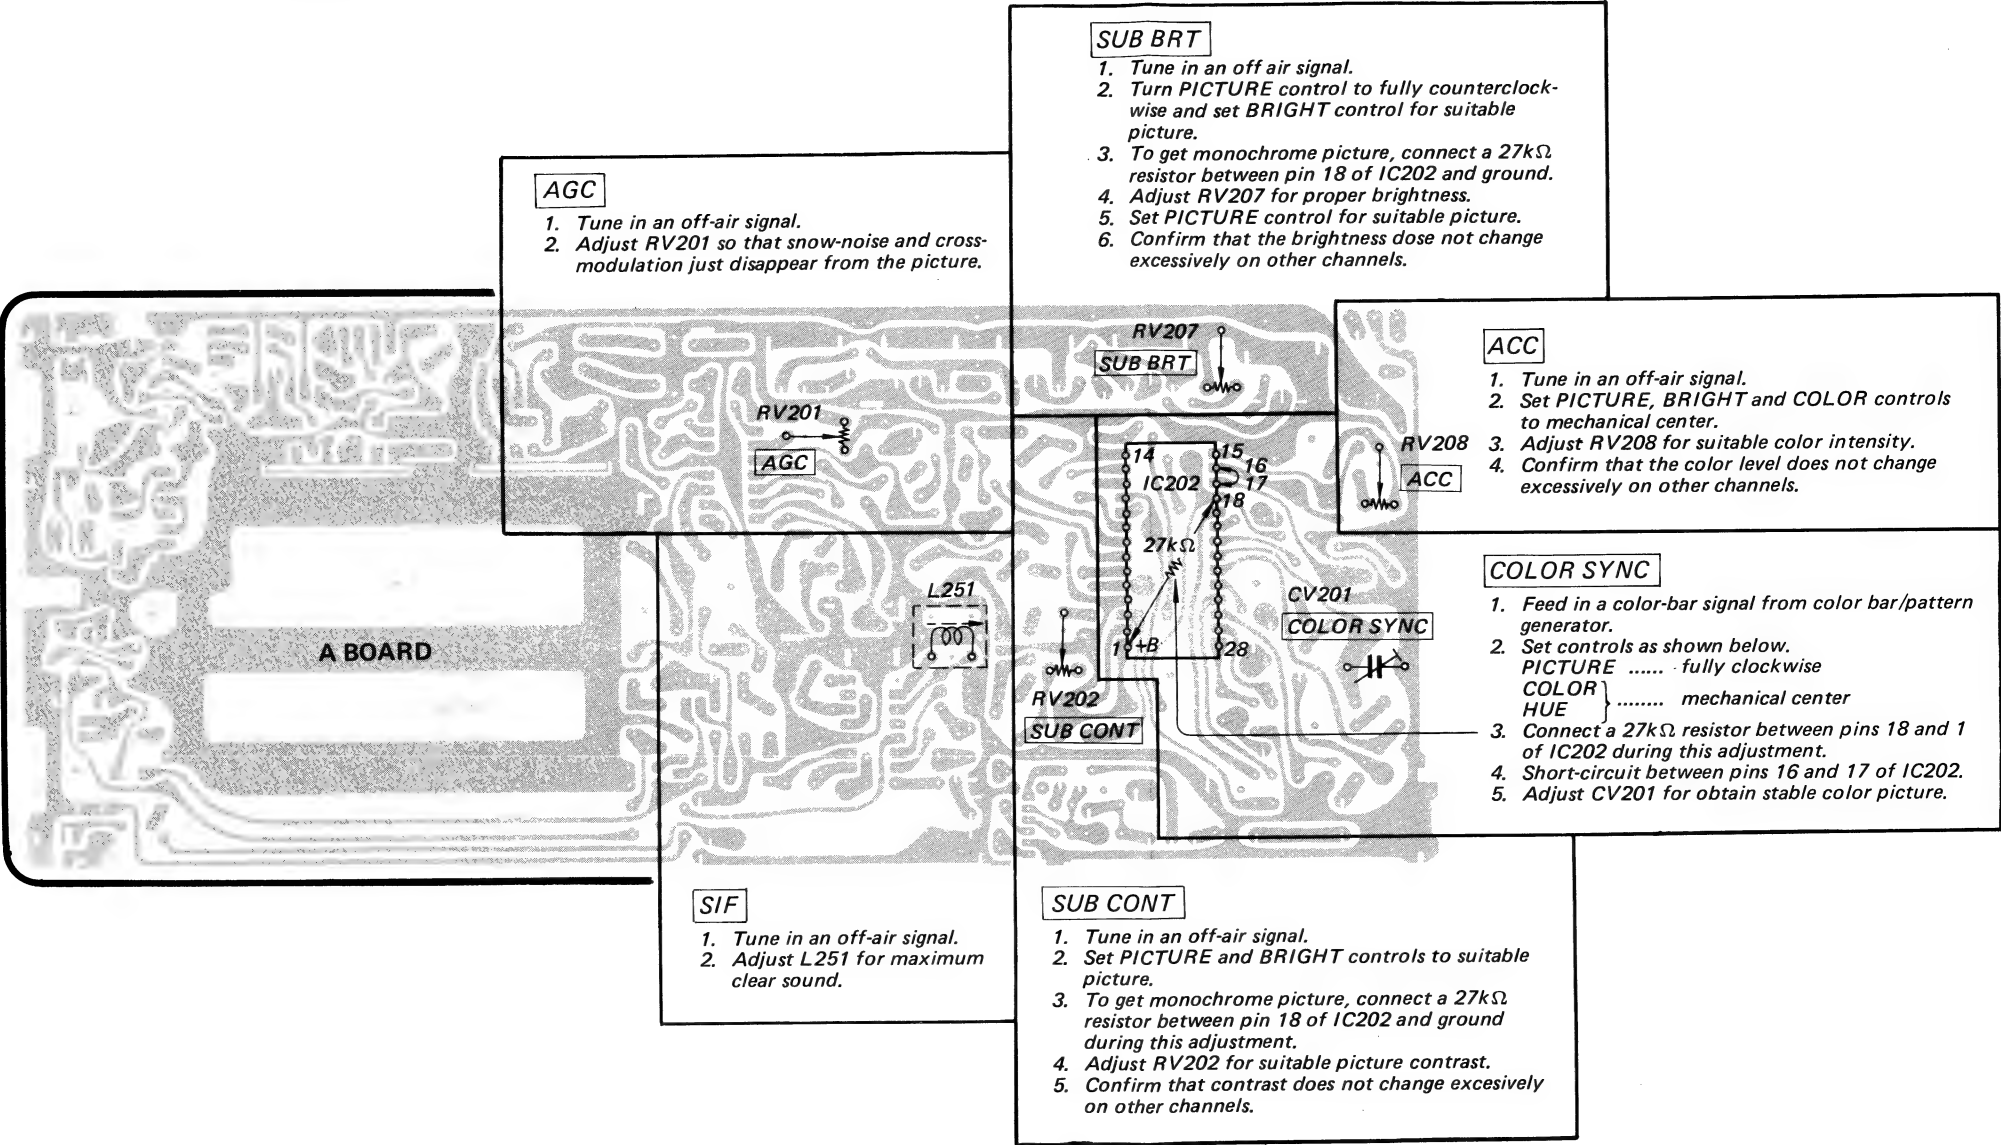 SUB BRT
1. Tune in an off air signal.
2. Turn PICTURE control to fully counterclock-
wise and set BRIGHT control for suitable
picture.
3. To get monochrome picture, connect a 27kΩ
resistor between pin 18 of IC202 and ground.
4. Adjust RV207 for proper brightness.
5. Set PICTURE control for suitable picture.
6. Confirm that the brightness dose not change
excessively on other channels.
AGC
1. Tune in an off-air signal.
2. Adjust RV201 so that snow-noise and cross-
modulation just disappear from the picture.
RV207
SUB BRT
RV201
AGC
ACC
1. Tune in an off-air signal.
2. Set PICTURE, BRIGHT and COLOR controls
to mechanical center.
3. Adjust RV208 for suitable color intensity.
4. Confirm that the color level does not change
excessively on other channels.
RV208
ACC
14
15
16
IC202
17
18
27kΩ
1
+B
28
L251
A BOARD
RV202
SUB CONT
CV201
COLOR SYNC
COLOR SYNC
1. Feed in a color-bar signal from color bar/pattern
generator.
2. Set controls as shown below.
PICTURE ...... fully clockwise
COLOR
HUE ........ mechanical center
3. Connect a 27kΩ resistor between pins 18 and 1
of IC202 during this adjustment.
4. Short-circuit between pins 16 and 17 of IC202.
5. Adjust CV201 for obtain stable color picture.
SIF
1. Tune in an off-air signal.
2. Adjust L251 for maximum
clear sound.
SUB CONT
1. Tune in an off-air signal.
2. Set PICTURE and BRIGHT controls to suitable
picture.
3. To get monochrome picture, connect a 27kΩ
resistor between pin 18 of IC202 and ground
during this adjustment.
4. Adjust RV202 for suitable picture contrast.
5. Confirm that contrast does not change excesively
on other channels.